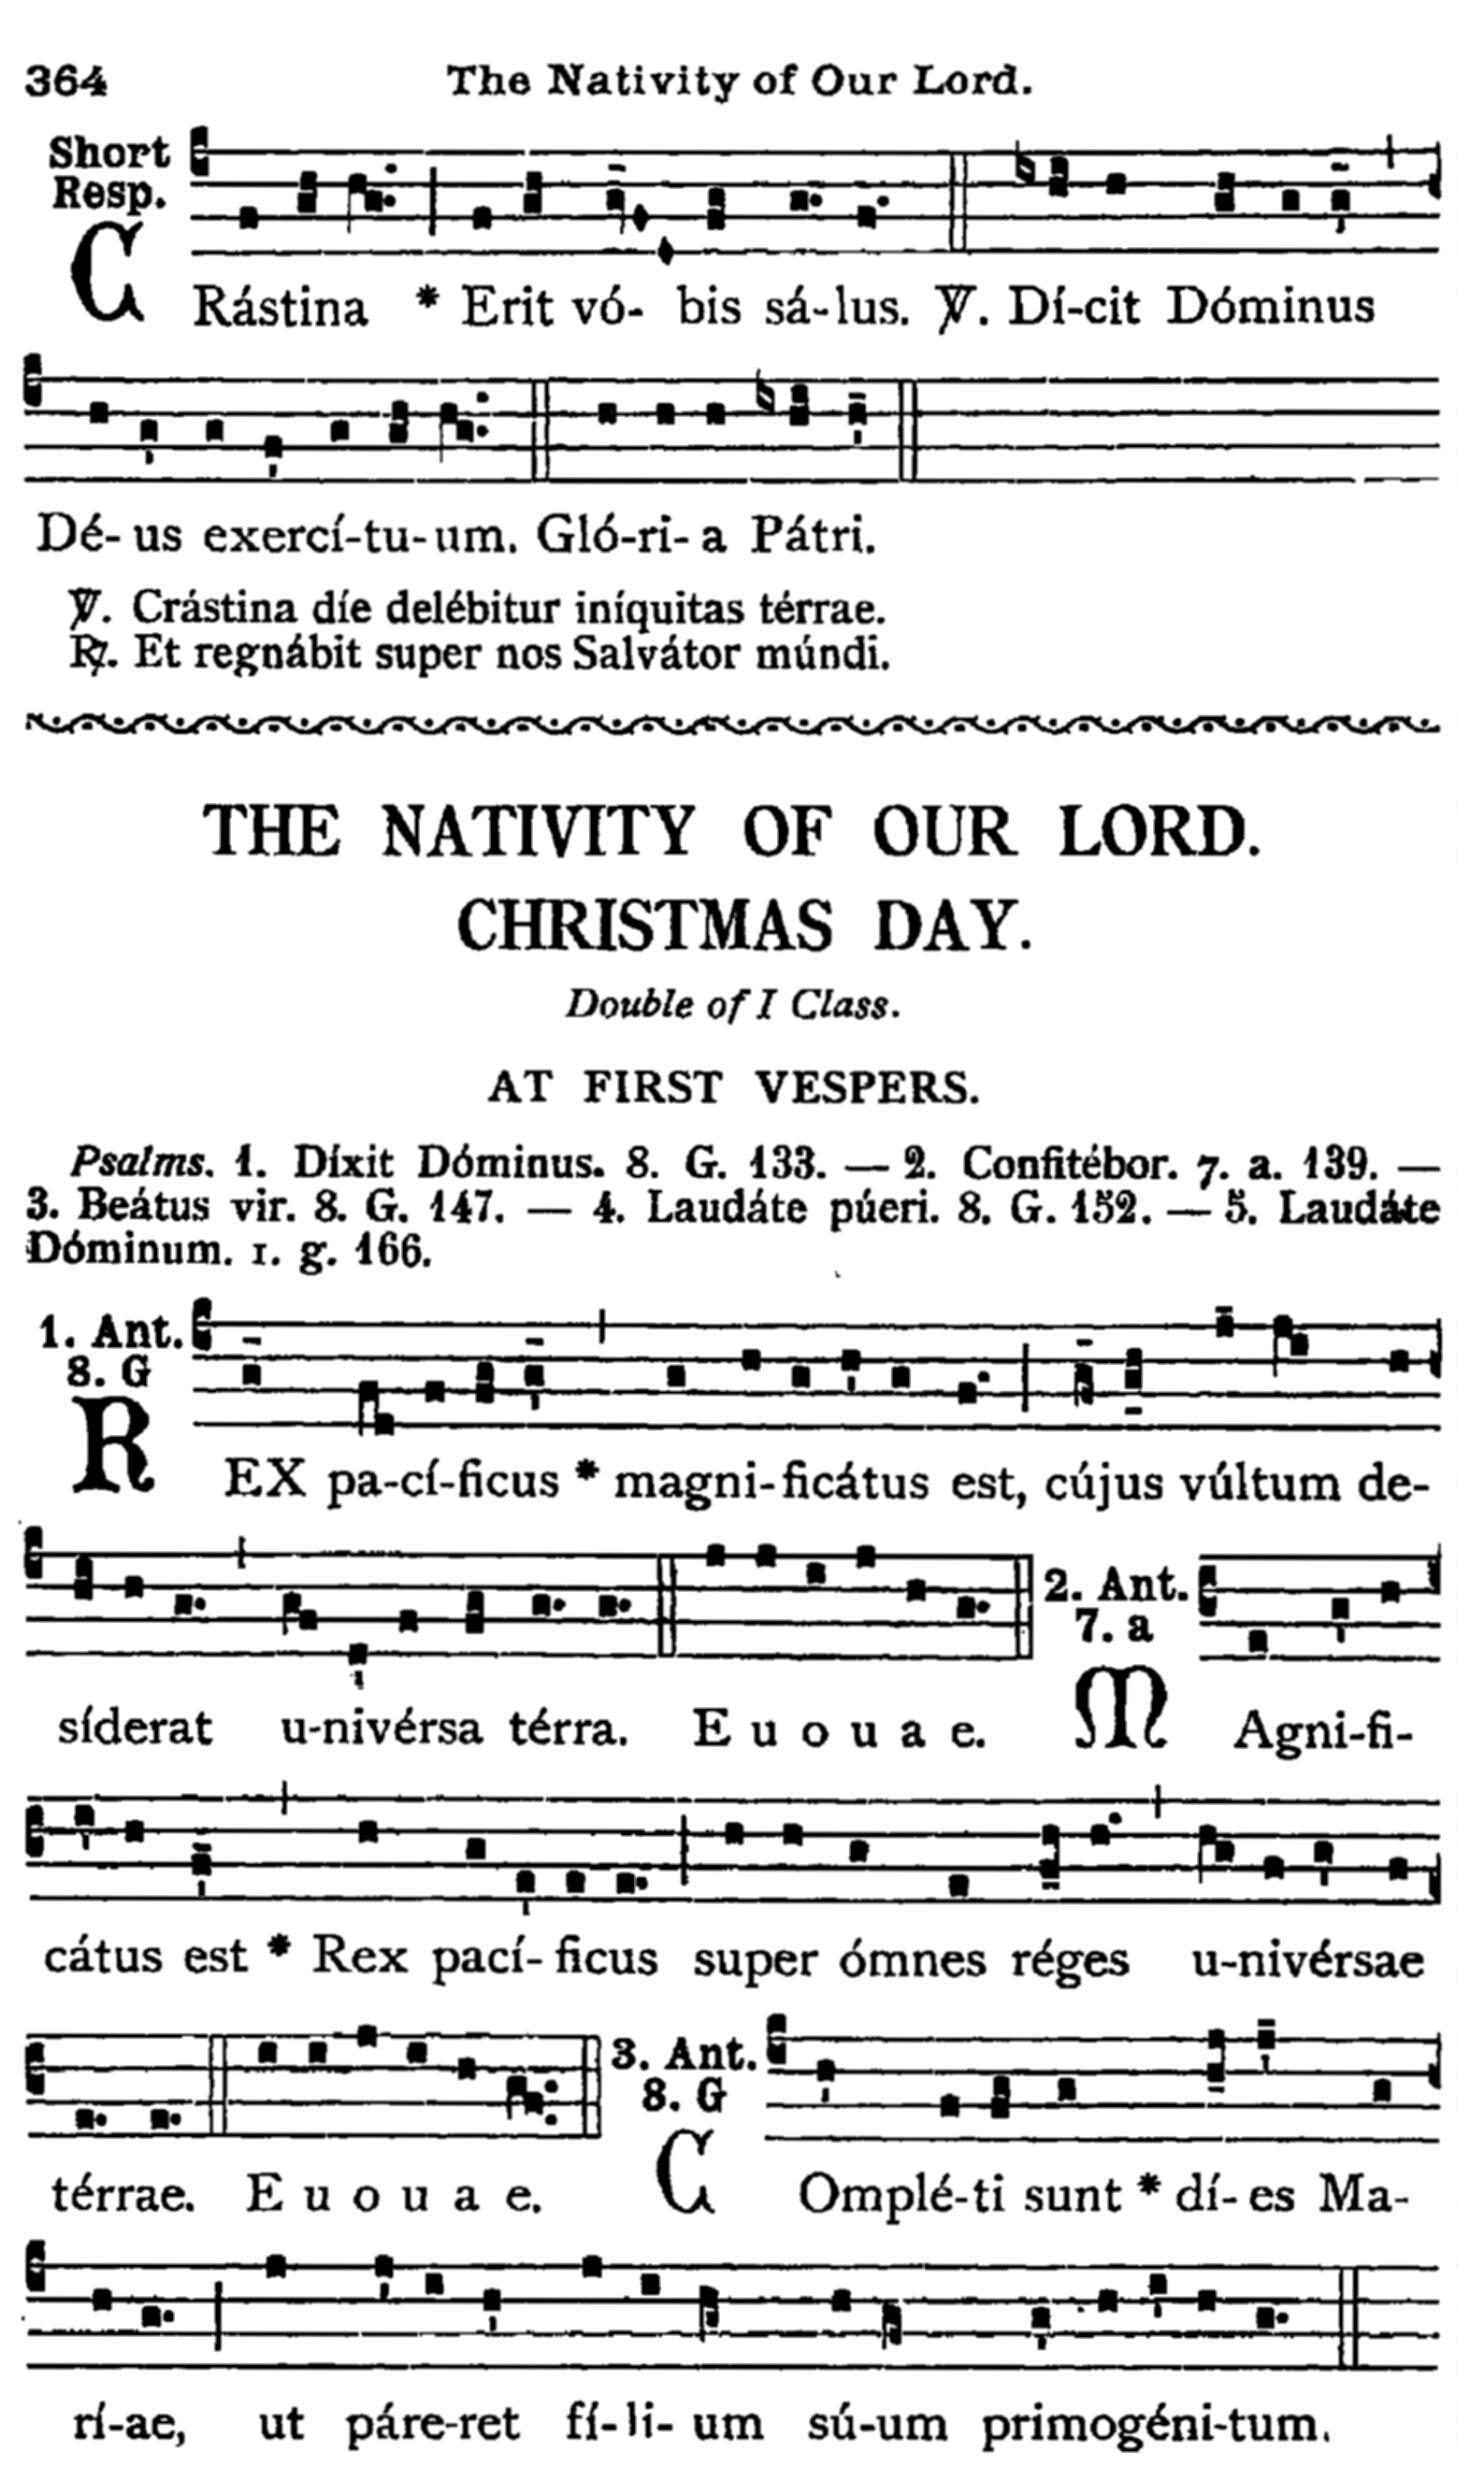 364 The Nativity of Our Lord.
Short
Resp.
CRástina * Erit vó- bis sá-lus. ℣. Dí-cit Dóminus
Dé-us exercí-tu-um. Gló-ri-a Pátri.
℣. Crástina díe delébitur iníquitas térrae.
℟. Et regnábit super nos Salvátor múndi.
THE NATIVITY OF OUR LORD.
CHRISTMAS DAY.
Double of I Class.
AT FIRST VESPERS.
Psalms. 1. Díxit Dóminus. 8. G. 133. — 2. Confitébor. 7. a. 139. —
3. Beátus vir. 8. G. 147. — 4. Laudáte púeri. 8. G. 152. — 5. Laudáte
Dóminum. 1. g. 166.
1. Ant.
8. G
REX pa-cí-ficus * magni-ficátus est, cújus vúltum de-
2. Ant.
7. a
síderat u-nivérsa térra. E u o u a e. MAgni-fi-
cátus est * Rex pací-ficus super ómnes réges u-nivérsae
3. Ant.
8. G
térrae. E u o u a e. COmplé-ti sunt * dí-es Ma-
rí-ae, ut páre-ret fí-li-um sú-um primogéni-tum.